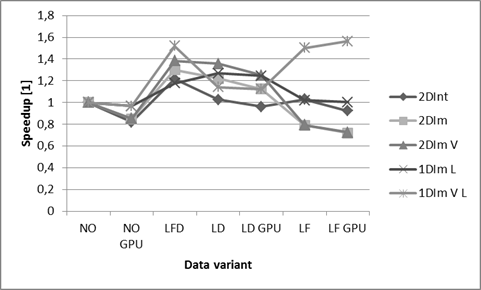 1,8
1,6
1,4
1,2
1
0,8
0,6
0,4
0,2
0
Speedup [1]
NO NO GPU LFD LD LD GPU LF LF GPU
Data variant
2DInt
2DIm
2DIm V
1DIm L
1DIm V L